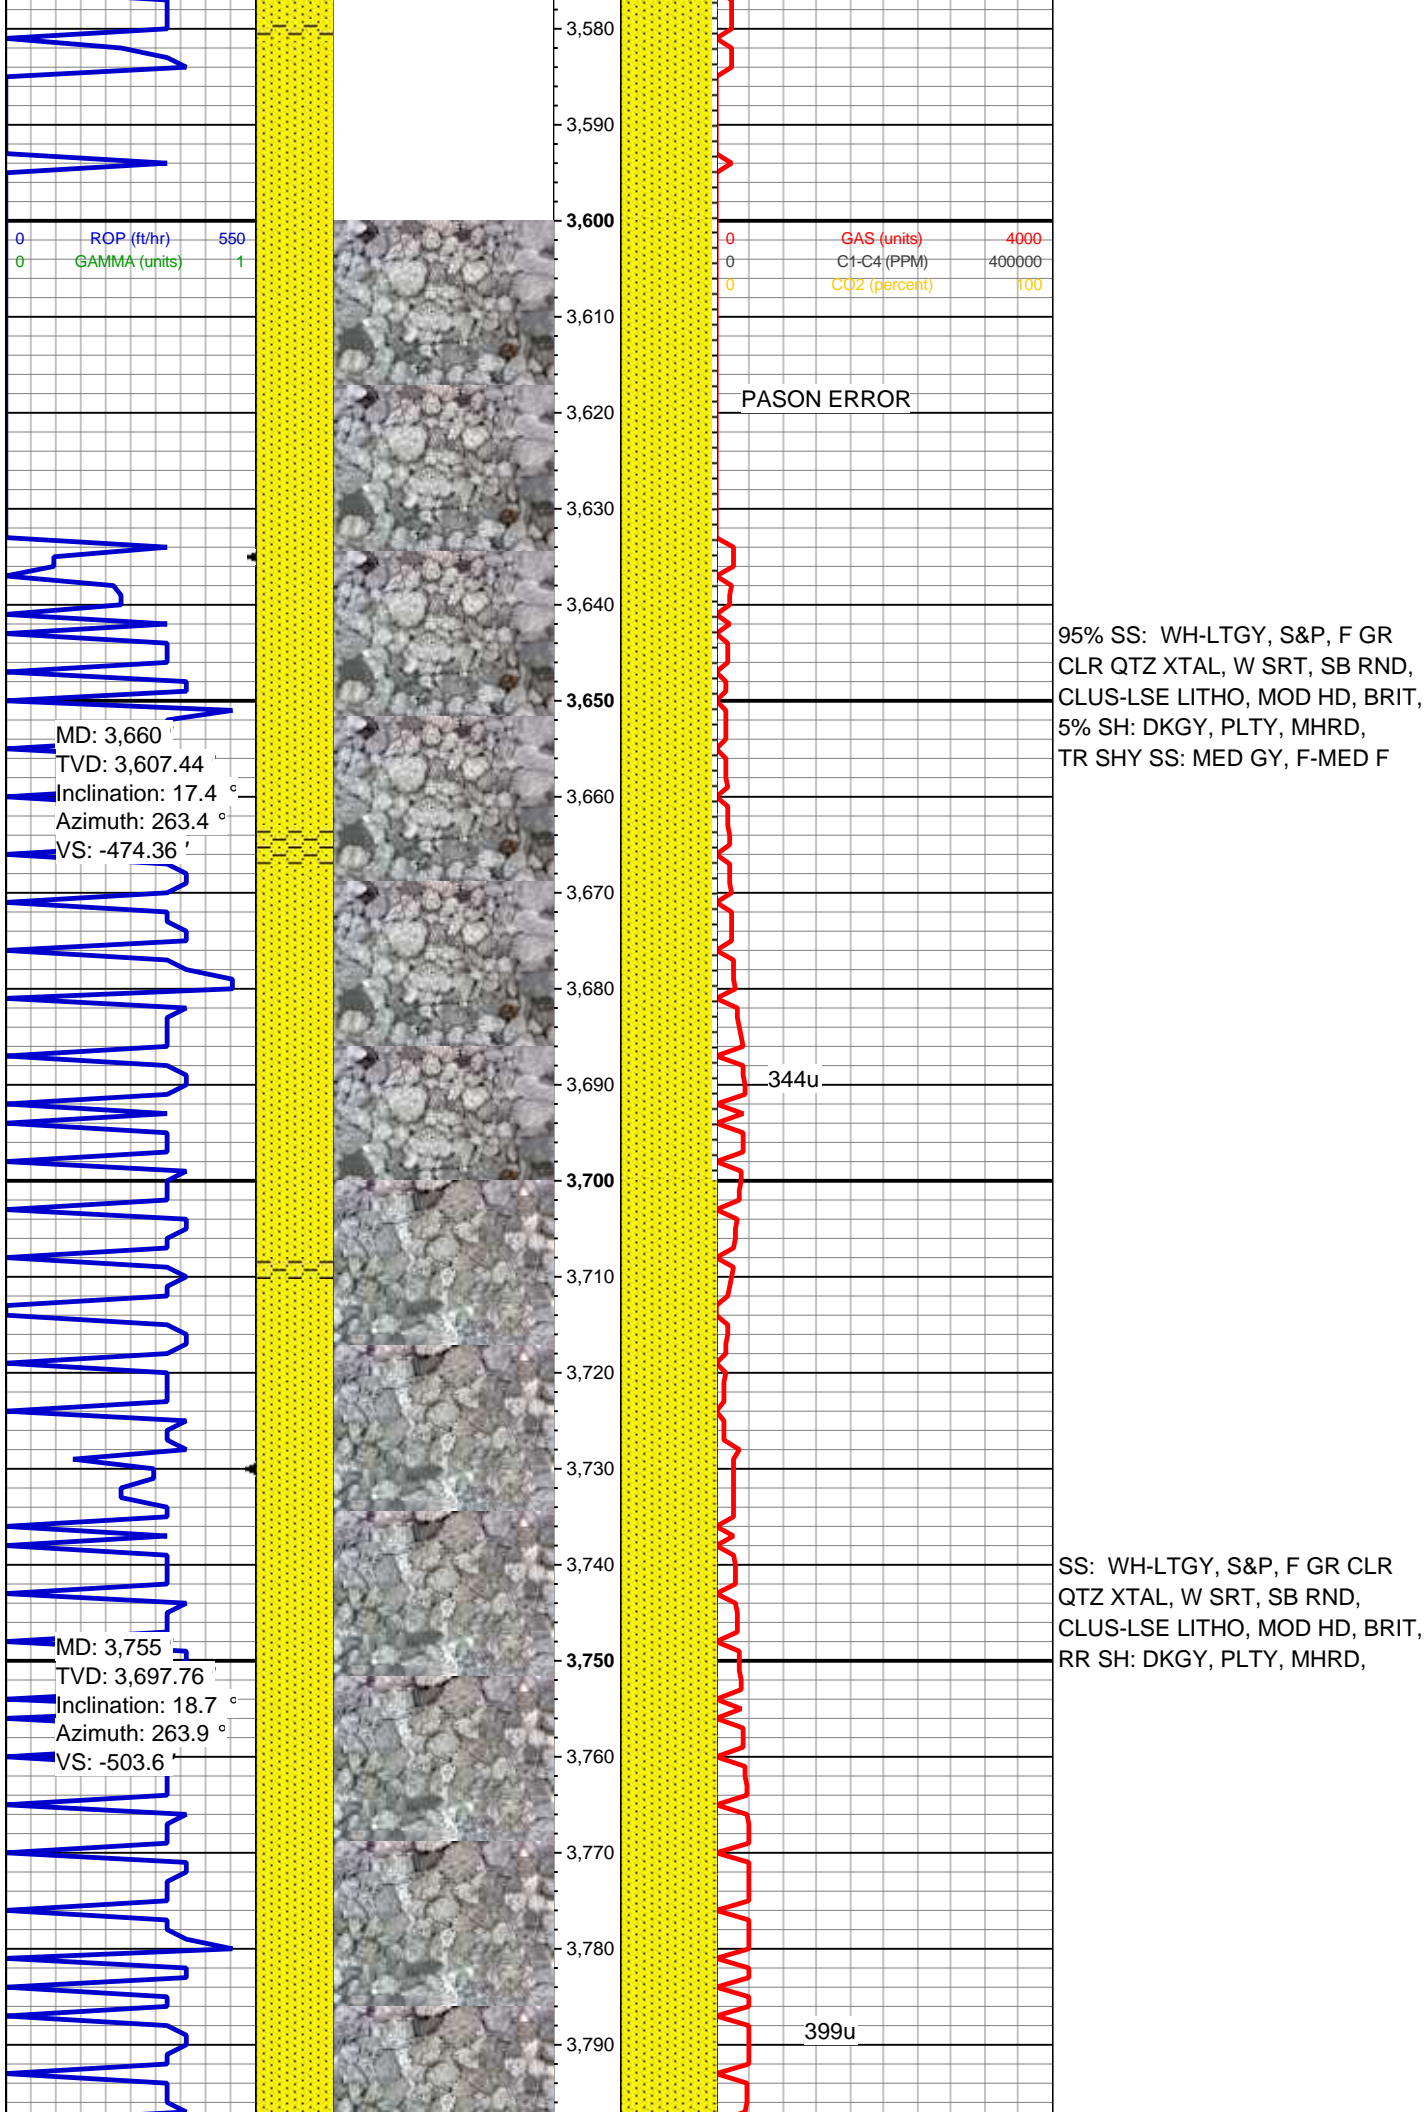 3,580
3,590
3,600
0 ROP (ft/hr) 550
0 GAMMA (units) 1
0 GAS (units) 4000
0 C1-C4 (PPM) 400000
0 CO2 (percent) 100
3,610
PASON ERROR
3,620
3,630
3,640
95% SS: WH-LTGY, S&P, F GR
CLR QTZ XTAL, W SRT, SB RND,
CLUS-LSE LITHO, MOD HD, BRIT,
5% SH: DKGY, PLTY, MHRD,
TR SHY SS: MED GY, F-MED F
3,650
MD: 3,660 '
TVD: 3,607.44 '
Inclination: 17.4 °
Azimuth: 263.4 °
VS: -474.36 '
3,660
3,670
3,680
344u
3,690
3,700
3,710
3,720
3,730
3,740
SS: WH-LTGY, S&P, F GR CLR
QTZ XTAL, W SRT, SB RND,
CLUS-LSE LITHO, MOD HD, BRIT,
RR SH: DKGY, PLTY, MHRD,
3,750
MD: 3,755 '
TVD: 3,697.76 '
Inclination: 18.7 °
Azimuth: 263.9 °
VS: -503.6 '
3,760
3,770
3,780
399u
3,790